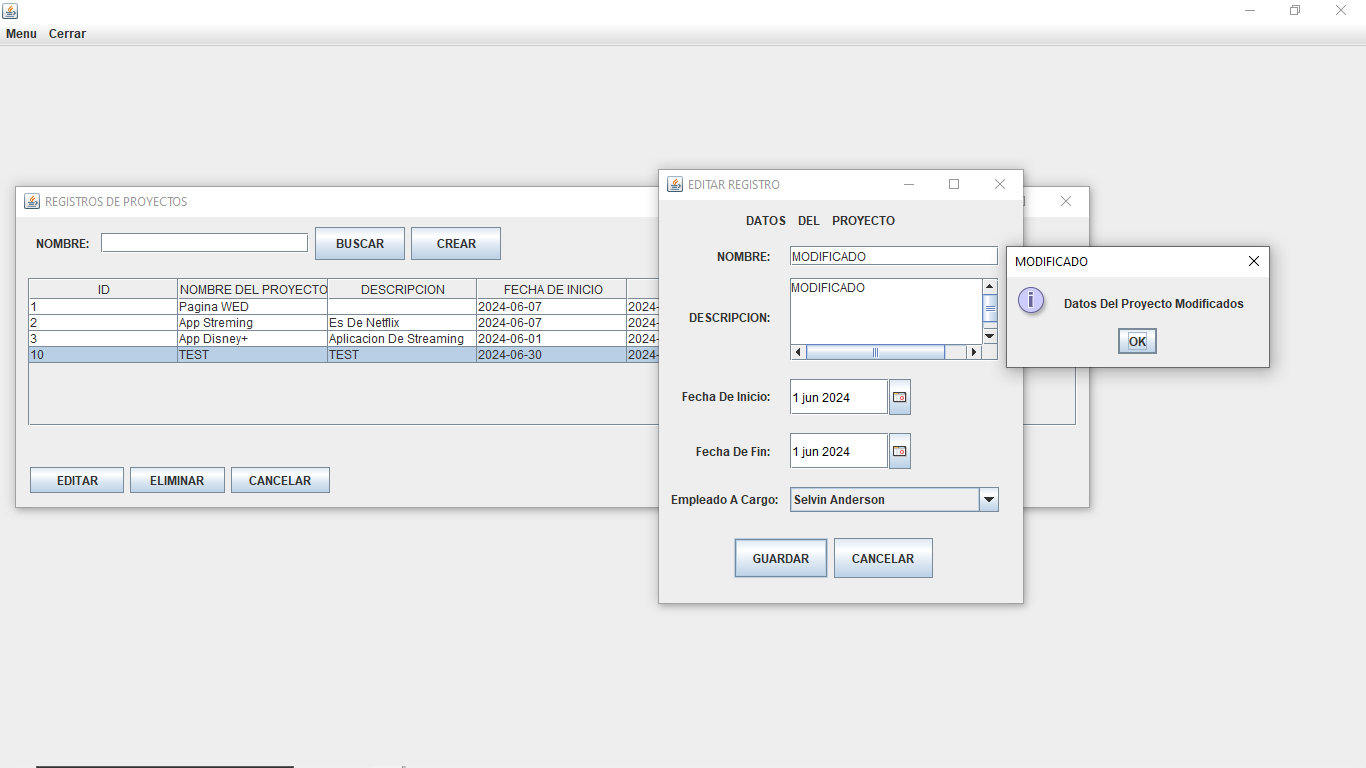 Menu Cerrar
REGISTROS DE PROYECTOS
NOMBRE: BUSCAR CREAR
ID NOMBRE DEL PROYECTO DESCRIPCION FECHA DE INICIO
1 Pagina WED 2024-06-07 2024-
2 App Streming Es De Netflix 2024-06-07 2024-
3 App Disney+ Aplicacion De Streaming 2024-06-01 2024-
10 TEST TEST 2024-06-30 2024-
EDITAR ELIMINAR CANCELAR
EDITAR REGISTRO
DATOS DEL PROYECTO
NOMBRE: MODIFICADO
DESCRIPCION: MODIFICADO
Fecha De Inicio: 1 jun 2024
Fecha De Fin: 1 jun 2024
Empleado A Cargo: Selvin Anderson
GUARDAR CANCELAR
MODIFICADO
Datos Del Proyecto Modificados
OK